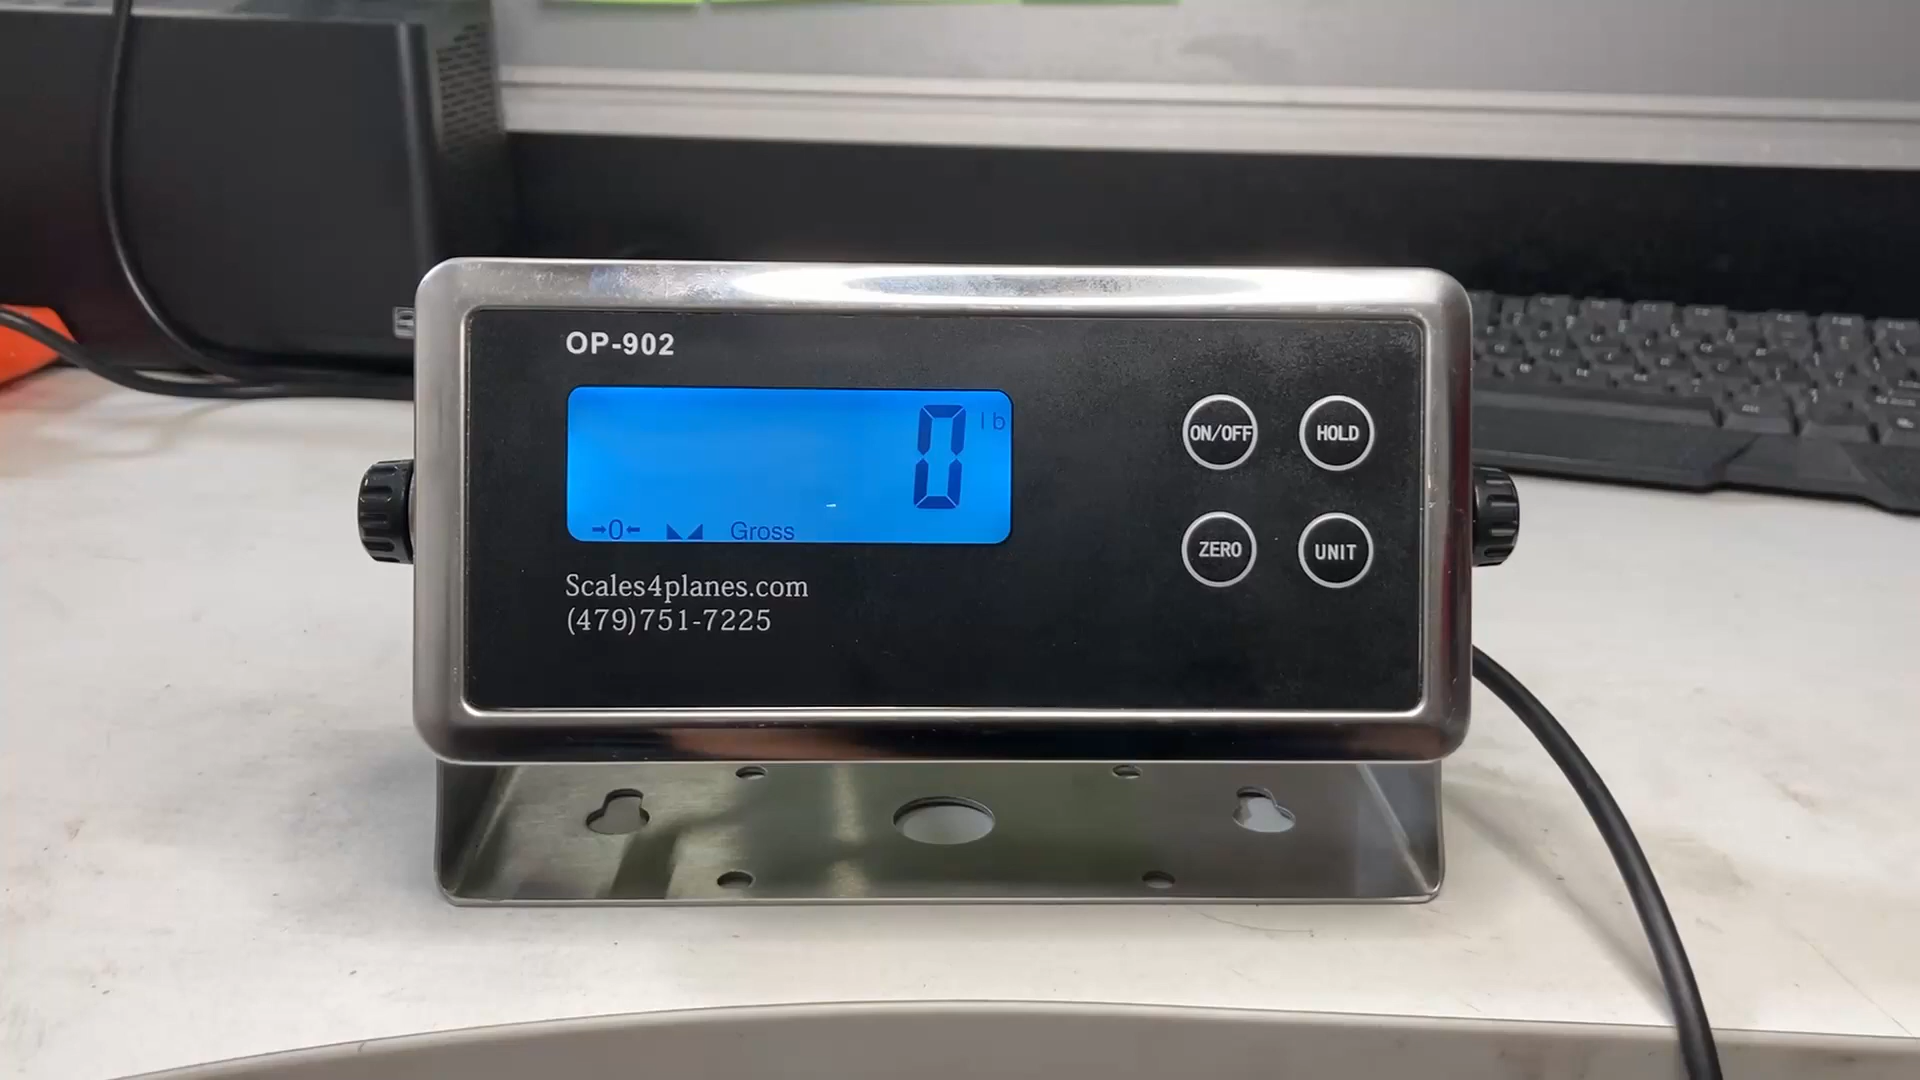 OP-902
0 lb
→0← Gross
ON/OFF HOLD
ZERO UNIT
Scales4planes.com
(479)751-7225